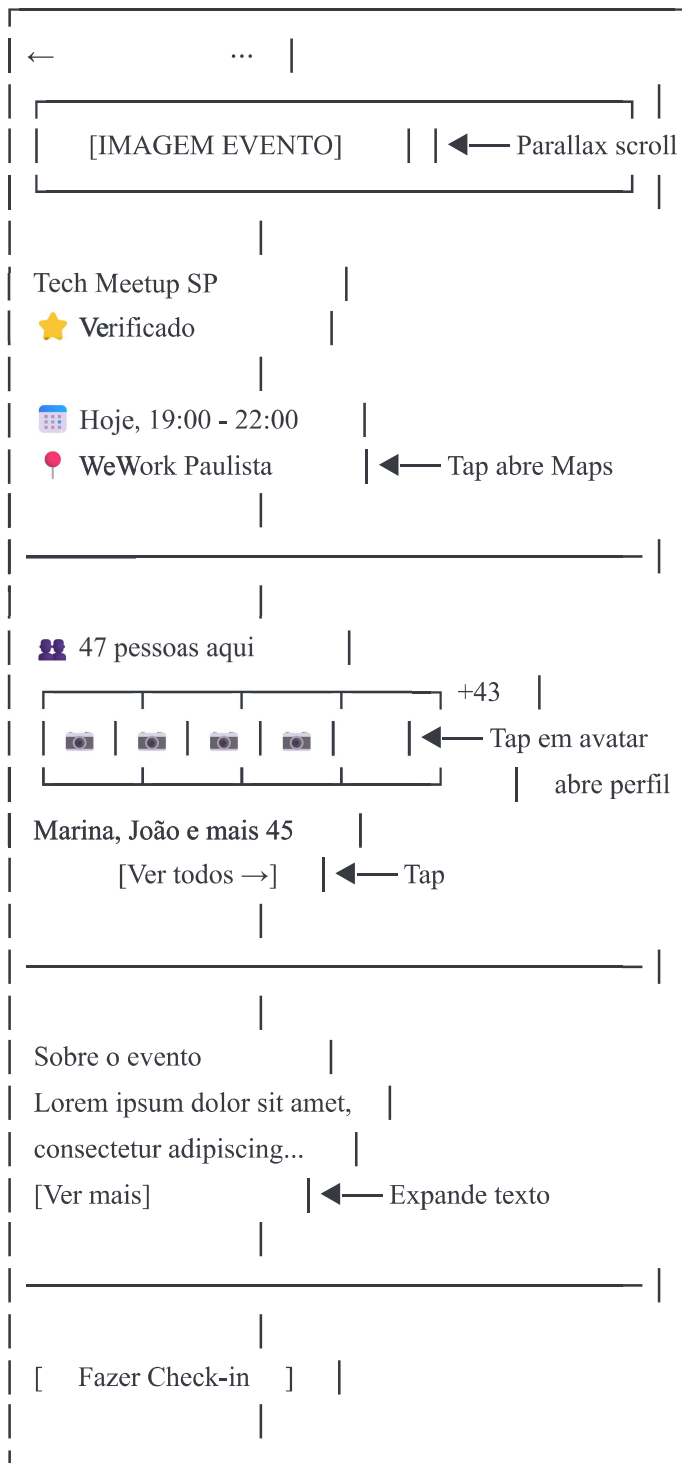 ← ...
[IMAGEM EVENTO] ← Parallax scroll
Tech Meetup SP
⭐ Verificado
📅 Hoje, 19:00 - 22:00
📍 WeWork Paulista ← Tap abre Maps
👥 47 pessoas aqui
+43
📷 📷 📷 📷 ← Tap em avatar
abre perfil
Marina, João e mais 45
[Ver todos →] ← Tap
Sobre o evento
Lorem ipsum dolor sit amet,
consectetur adipiscing...
[Ver mais] ← Expande texto
[ Fazer Check-in ]